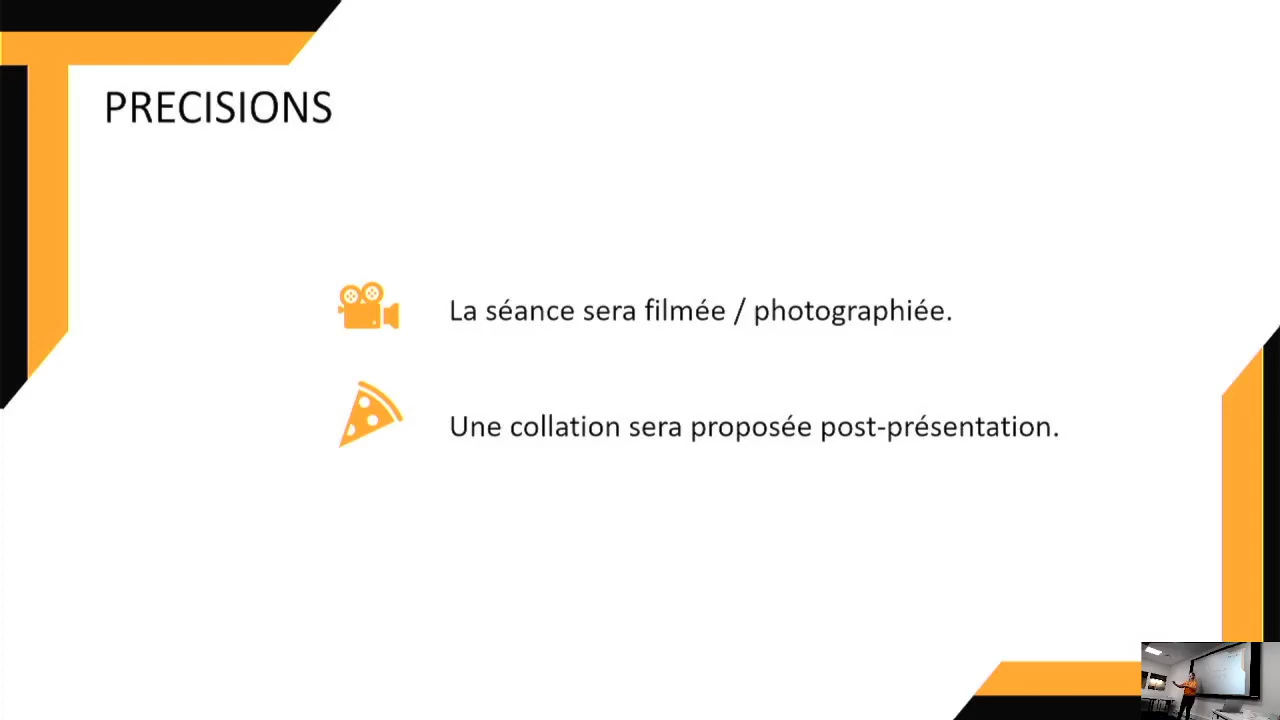 PRECISIONS
La séance sera filmée / photographiée.
Une collation sera proposée post-présentation.